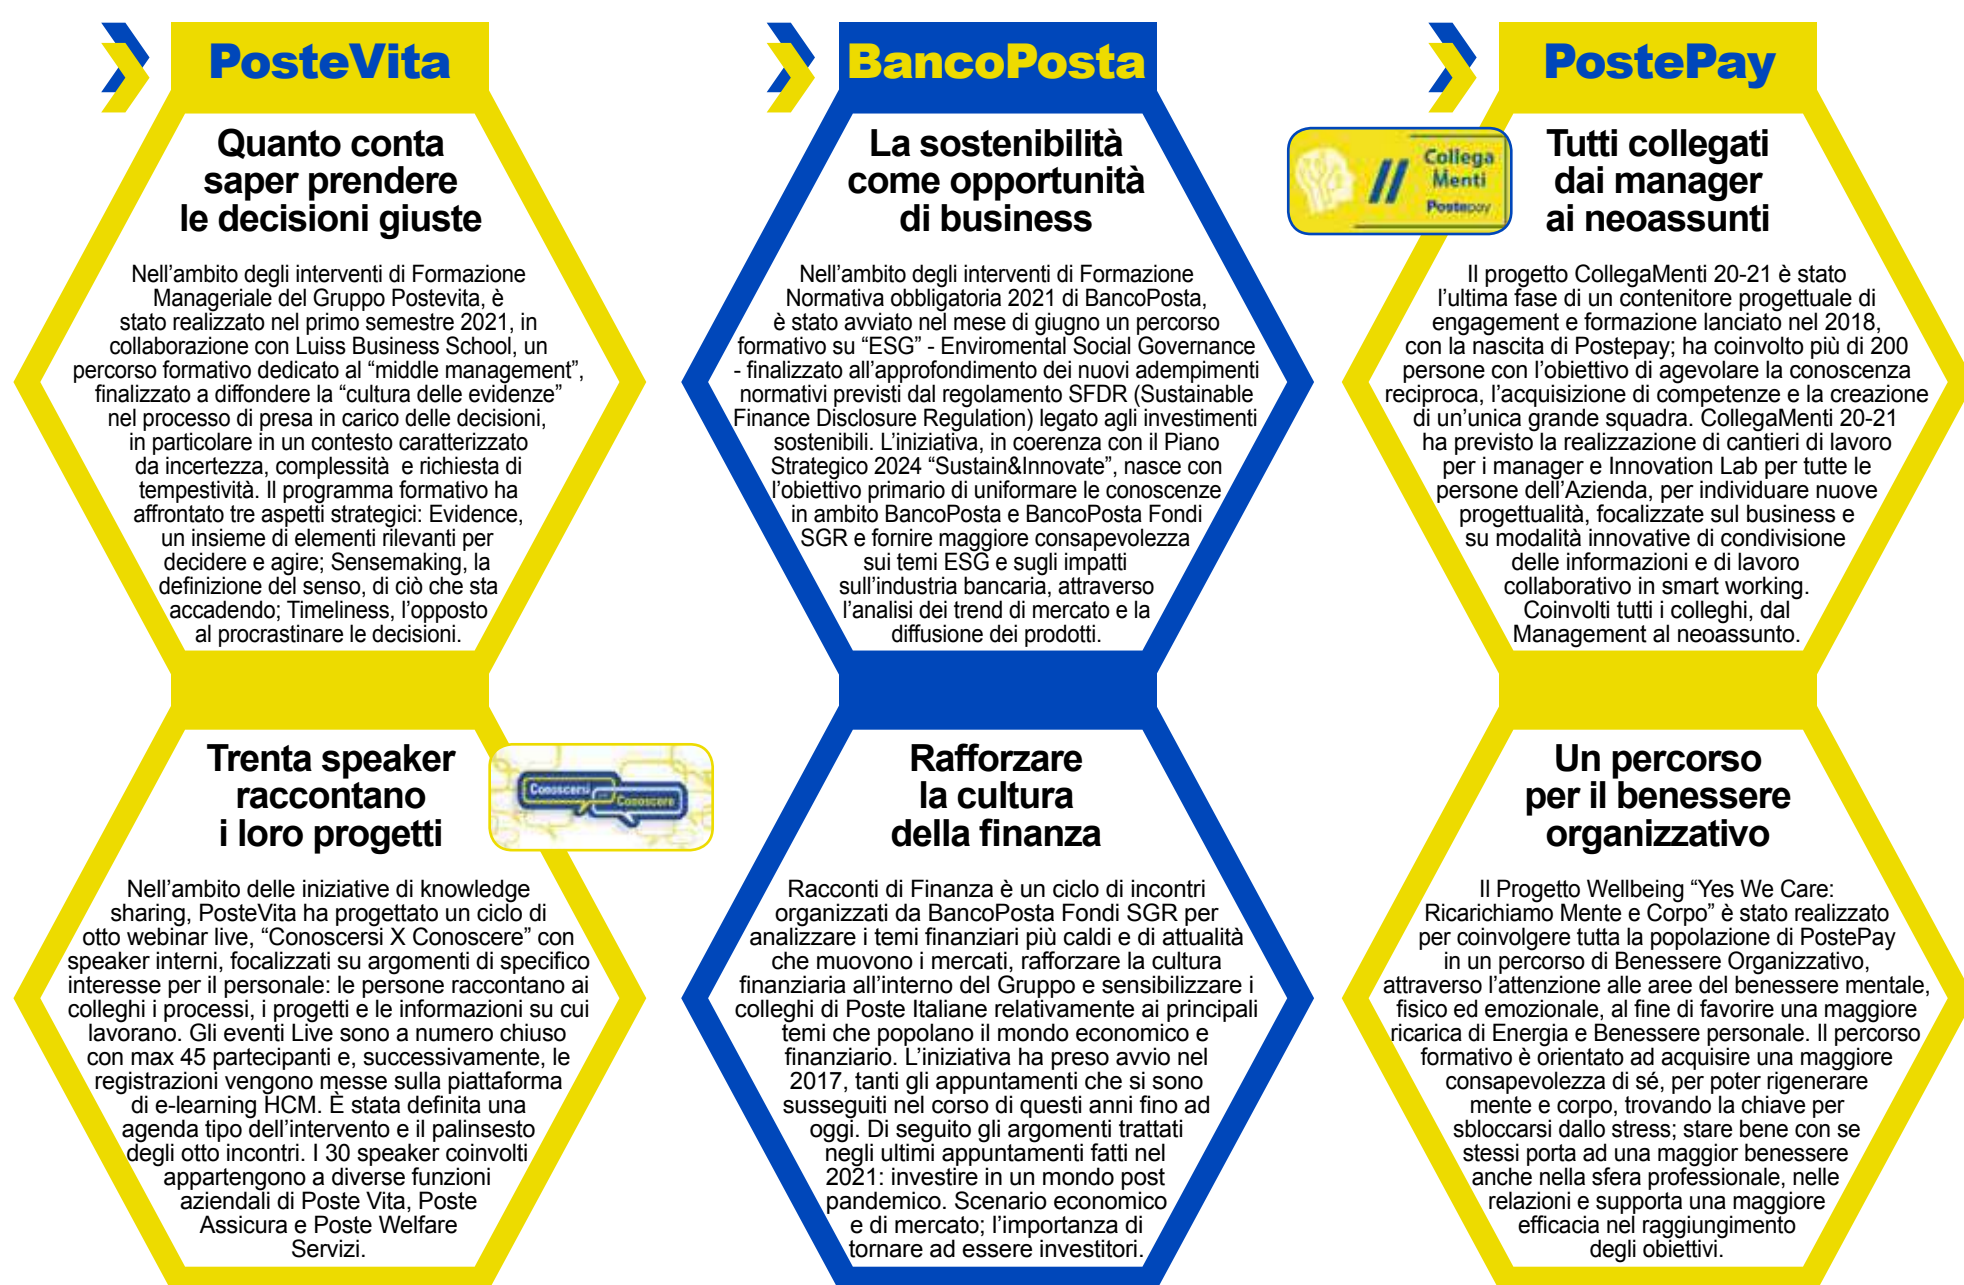 PosteVita
Quanto conta
saper prendere
le decisioni giuste
Nell’ambito degli interventi di Formazione
Manageriale del Gruppo Postevita, è
stato realizzato nel primo semestre 2021, in
collaborazione con Luiss Business School, un
percorso formativo dedicato al “middle management”,
finalizzato a diffondere la “cultura delle evidenze”
nel processo di presa in carico delle decisioni,
in particolare in un contesto caratterizzato
da incertezza, complessità e richiesta di
tempestività. Il programma formativo ha
affrontato tre aspetti strategici: Evidence,
un insieme di elementi rilevanti per
decidere e agire; Sensemaking, la
definizione del senso, di ciò che sta
accadendo; Timeliness, l’opposto
al procrastinare le decisioni.
Trenta speaker
raccontano
i loro progetti
Conoscersi
Conoscere
Nell’ambito delle iniziative di knowledge
sharing, PosteVita ha progettato un ciclo di
otto webinar live, “Conoscersi X Conoscere” con
speaker interni, focalizzati su argomenti di specifico
interesse per il personale: le persone raccontano ai
colleghi i processi, i progetti e le informazioni su cui
lavorano. Gli eventi Live sono a numero chiuso
con max 45 partecipanti e, successivamente, le
registrazioni vengono messe sulla piattaforma
di e-learning HCM. È stata definita una
agenda tipo dell’intervento e il palinsesto
degli otto incontri. I 30 speaker coinvolti
appartengono a diverse funzioni
aziendali di Poste Vita, Poste
Assicura e Poste Welfare
Servizi.
BancoPosta
La sostenibilità
come opportunità
di business
Nell’ambito degli interventi di Formazione
Normativa obbligatoria 2021 di BancoPosta,
è stato avviato nel mese di giugno un percorso
formativo su “ESG” - Enviromental Social Governance
- finalizzato all’approfondimento dei nuovi adempimenti
normativi previsti dal regolamento SFDR (Sustainable
Finance Disclosure Regulation) legato agli investimenti
sostenibili. L’iniziativa, in coerenza con il Piano
Strategico 2024 “Sustain&Innovate”, nasce con
l’obiettivo primario di uniformare le conoscenze
in ambito BancoPosta e BancoPosta Fondi
SGR e fornire maggiore consapevolezza
sui temi ESG e sugli impatti
sull’industria bancaria, attraverso
l’analisi dei trend di mercato e la
diffusione dei prodotti.
Rafforzare
la cultura
della finanza
Racconti di Finanza è un ciclo di incontri
organizzati da BancoPosta Fondi SGR per
analizzare i temi finanziari più caldi e di attualità
che muovono i mercati, rafforzare la cultura
finanziaria all’interno del Gruppo e sensibilizzare i
colleghi di Poste Italiane relativamente ai principali
temi che popolano il mondo economico e
finanziario. L’iniziativa ha preso avvio nel
2017, tanti gli appuntamenti che si sono
susseguiti nel corso di questi anni fino ad
oggi. Di seguito gli argomenti trattati
negli ultimi appuntamenti fatti nel
2021: investire in un mondo post
pandemico. Scenario economico
e di mercato; l’importanza di
tornare ad essere investitori.
PostePay
Collega
Menti
Postepay
Tutti collegati
dai manager
ai neoassunti
Il progetto CollegaMenti 20-21 è stato
l’ultima fase di un contenitore progettuale di
engagement e formazione lanciato nel 2018,
con la nascita di Postepay; ha coinvolto più di 200
persone con l’obiettivo di agevolare la conoscenza
reciproca, l’acquisizione di competenze e la creazione
di un’unica grande squadra. CollegaMenti 20-21
ha previsto la realizzazione di cantieri di lavoro
per i manager e Innovation Lab per tutte le
persone dell’Azienda, per individuare nuove
progettualità, focalizzate sul business e
su modalità innovative di condivisione
delle informazioni e di lavoro
collaborativo in smart working.
Coinvolti tutti i colleghi, dal
Management al neoassunto.
Un percorso
per il benessere
organizzativo
Il Progetto Wellbeing “Yes We Care:
Ricarichiamo Mente e Corpo” è stato realizzato
per coinvolgere tutta la popolazione di PostePay
in un percorso di Benessere Organizzativo,
attraverso l’attenzione alle aree del benessere mentale,
fisico ed emozionale, al fine di favorire una maggiore
ricarica di Energia e Benessere personale. Il percorso
formativo è orientato ad acquisire una maggiore
consapevolezza di sé, per poter rigenerare
mente e corpo, trovando la chiave per
sbloccarsi dallo stress; stare bene con se
stessi porta ad una maggior benessere
anche nella sfera professionale, nelle
relazioni e supporta una maggiore
efficacia nel raggiungimento
degli obiettivi.